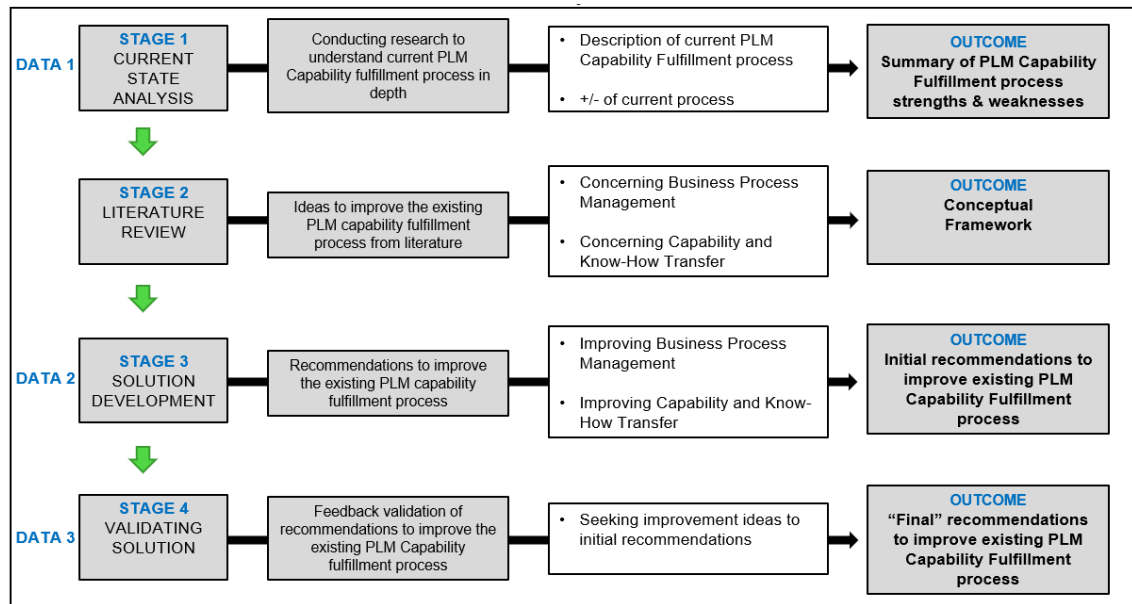 DATA 1
STAGE 1
CURRENT
STATE
ANALYSIS
Conducting research to
understand current PLM
Capability fulfillment process in
depth
• Description of current PLM
Capability Fulfillment process
• +/- of current process
OUTCOME
Summary of PLM Capability
Fulfillment process
strengths & weaknesses
STAGE 2
LITERATURE
REVIEW
Ideas to improve the existing
PLM capability fulfillment
process from literature
• Concerning Business Process
Management
• Concerning Capability and
Know-How Transfer
OUTCOME
Conceptual
Framework
DATA 2
STAGE 3
SOLUTION
DEVELOPMENT
Recommendations to improve
the existing PLM capability
fulfillment process
• Improving Business Process
Management
• Improving Capability and Know-
How Transfer
OUTCOME
Initial recommendations to
improve existing PLM
Capability Fulfillment
process
DATA 3
STAGE 4
VALIDATING
SOLUTION
Feedback validation of
recommendations to improve the
existing PLM Capability
fulfillment process
• Seeking improvement ideas to
initial recommendations
OUTCOME
“Final” recommendations
to improve existing PLM
Capability Fulfillment
process